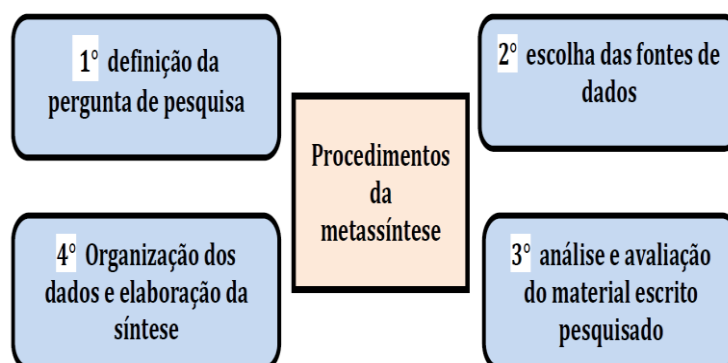 1° definição da
pergunta de pesquisa
2° escolha das fontes de
dados
Procedimentos
da
metassíntese
4° Organização dos
dados e elaboração da
síntese
3° análise e avaliação
do material escrito
pesquisado